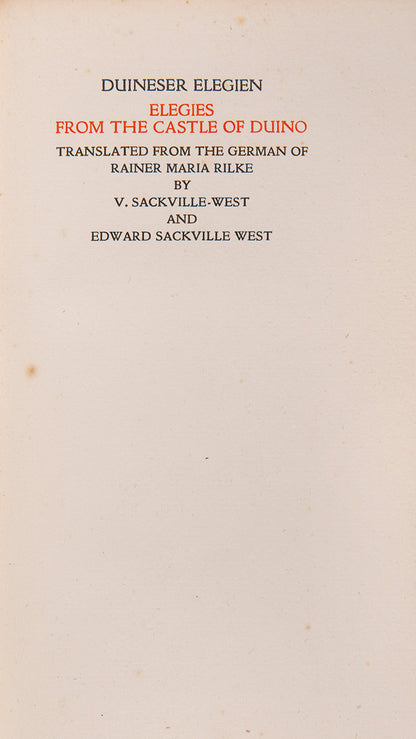 DUINESER ELEGIEN
ELEGIES
FROM THE CASTLE OF DUINO
TRANSLATED FROM THE GERMAN OF
RAINER MARIA RILKE
BY
V. SACKVILLE-WEST
AND
EDWARD SACKVILLE WEST